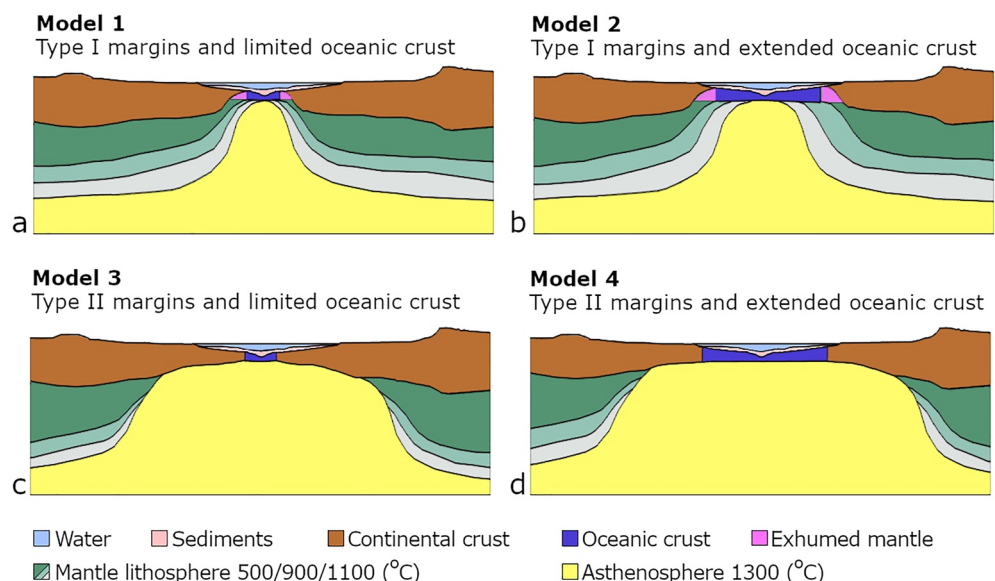 Model 1
Type I margins and limited oceanic crust
a
Model 2
Type I margins and extended oceanic crust
b
Model 3
Type II margins and limited oceanic crust
c
Model 4
Type II margins and extended oceanic crust
d
Water
Sediments
Continental crust
Oceanic crust
Exhumed mantle
Mantle lithosphere 500/900/1100 (°C)
Asthenosphere 1300 (°C)